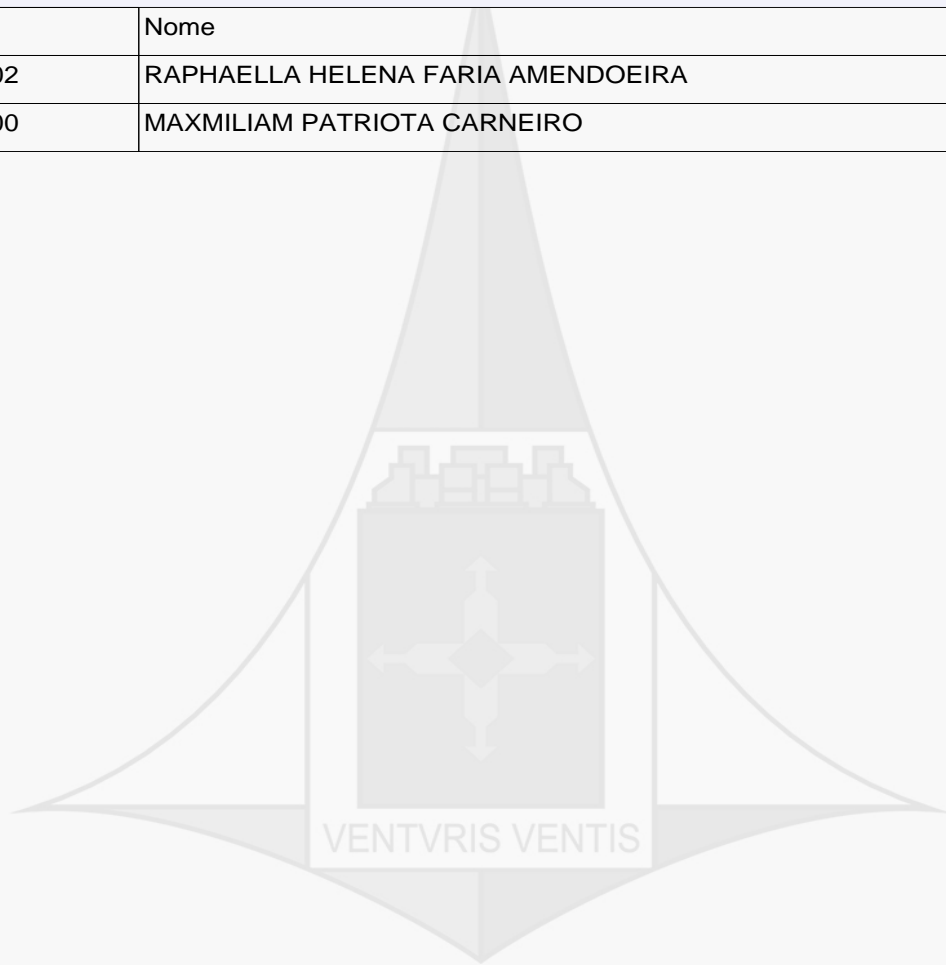 Nome
02 RAPHAELLA HELENA FARIA AMENDOEIRA
00 MAXMILIAM PATRIOTA CARNEIRO
VENTVRIS VENTIS